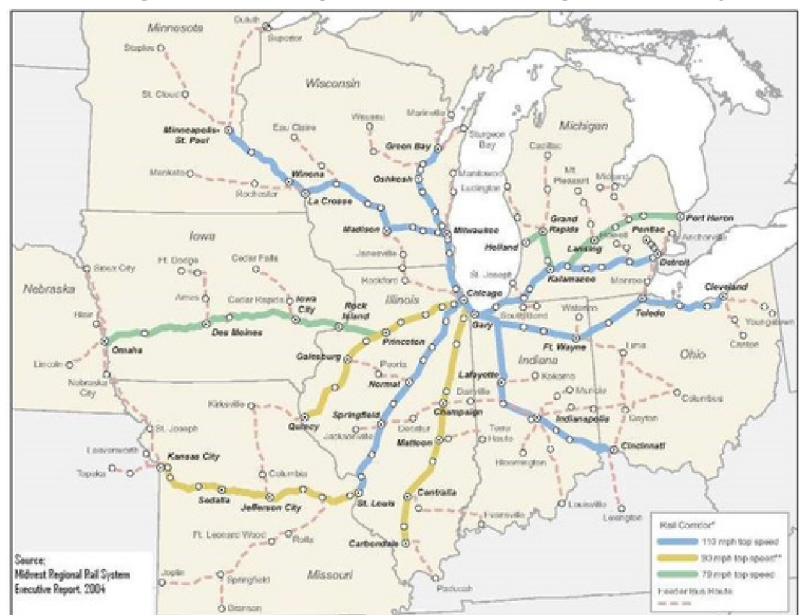 Minnesota
Duluth
Superior
Staples
St. Cloud
Wisconsin
Minneapolis-
St. Paul
Eau Claire
Wausau
Marinette
Green Bay
Sturgeon
Bay
Michigan
Cadillac
Mankato
Winona
Rochester
La Crosse
Oshkosh
Manitowoc
Ludington
Mt.
Pleasant
Midland
Iowa
Madison
Milwaukee
Holland
Grand
Rapids
Lansing
Pontiac
Port Huron
Anchorville
Janesville
Rockford
St. Joseph
Kalamazoo
Detroit
Monroe
Sioux City
Ft. Dodge
Cedar Falls
Nebraska
Ames
Cedar Rapids
Iowa
City
Rock
Island
Illinois
Chicago
Gary
South Bend
Warsaw
Toledo
Cleveland
Blair
Omaha
Des Moines
Princeton
Ft. Wayne
Youngstown
Canton
Lincoln
Galesburg
Peoria
Indiana
Lima
Ohio
Nebraska
City
Normal
Lafayette
Kokomo
Muncie
Kirksville
Quincy
Springfield
Danville
Champaign
Columbus
St. Joseph
Jacksonville
Decatur
Indianapolis
Dayton
Leavenworth
Kansas City
Mattoon
Terre
Haute
Cincinnati
Topeka
Columbia
Bloomington
Sedalia
Jefferson City
St. Louis
Centralia
Louisville
Evansville
Lexington
Ft. Leonard Wood
Rolla
Carbondale
Joplin
Springfield
Missouri
Paducah
Branson
Rail Corridor*
110 mph top speed
90 mph top speed**
79 mph top speed
Feeder Bus Route
Source:
Midwest Regional Rail System
Executive Report, 2004